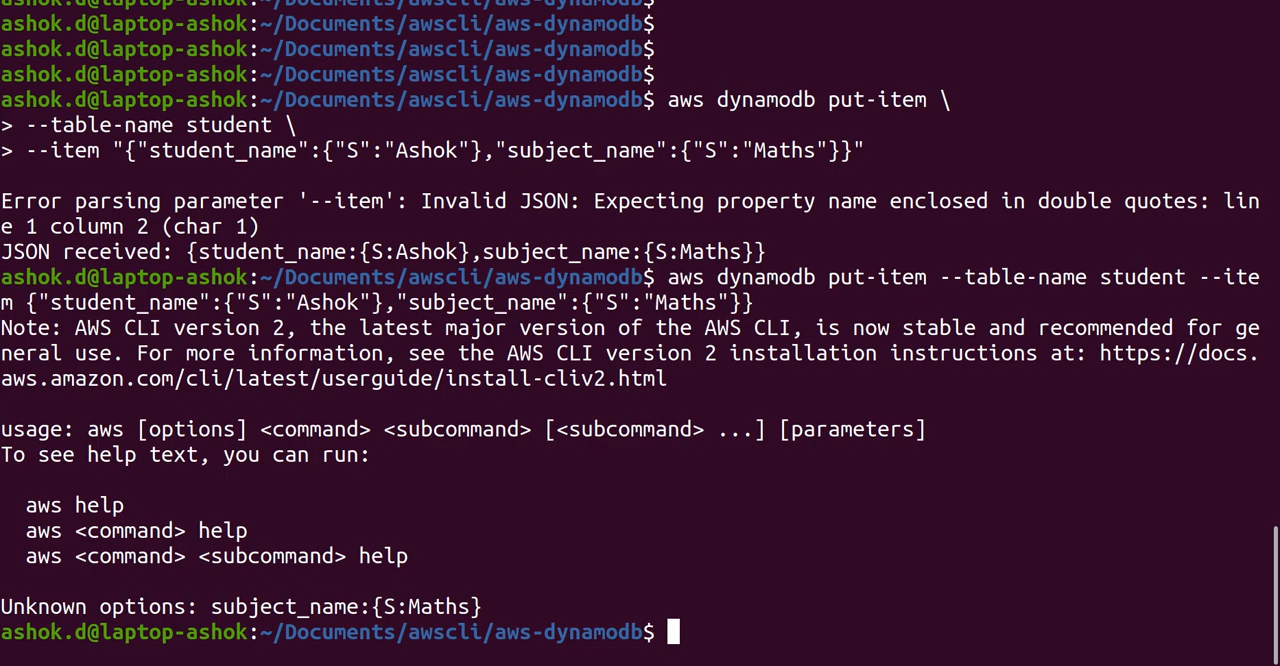 ashok.d@laptop-ashok:~/Documents/awscli/aws-dynamodb$
ashok.d@laptop-ashok:~/Documents/awscli/aws-dynamodb$
ashok.d@laptop-ashok:~/Documents/awscli/aws-dynamodb$
ashok.d@laptop-ashok:~/Documents/awscli/aws-dynamodb$
ashok.d@laptop-ashok:~/Documents/awscli/aws-dynamodb$ aws dynamodb put-item \
> --table-name student \
> --item "{"student_name":{"S":"Ashok"},"subject_name":{"S":"Maths"}}"
Error parsing parameter '--item': Invalid JSON: Expecting property name enclosed in double quotes: lin
e 1 column 2 (char 1)
JSON received: {student_name:{S:Ashok},subject_name:{S:Maths}}
ashok.d@laptop-ashok:~/Documents/awscli/aws-dynamodb$ aws dynamodb put-item --table-name student --ite
m {"student_name":{"S":"Ashok"},"subject_name":{"S":"Maths"}}
Note: AWS CLI version 2, the latest major version of the AWS CLI, is now stable and recommended for ge
neral use. For more information, see the AWS CLI version 2 installation instructions at: https://docs.
aws.amazon.com/cli/latest/userguide/install-cliv2.html
usage: aws [options] <command> <subcommand> [<subcommand> ...] [parameters]
To see help text, you can run:
aws help
aws <command> help
aws <command> <subcommand> help
Unknown options: subject_name:{S:Maths}
ashok.d@laptop-ashok:~/Documents/awscli/aws-dynamodb$